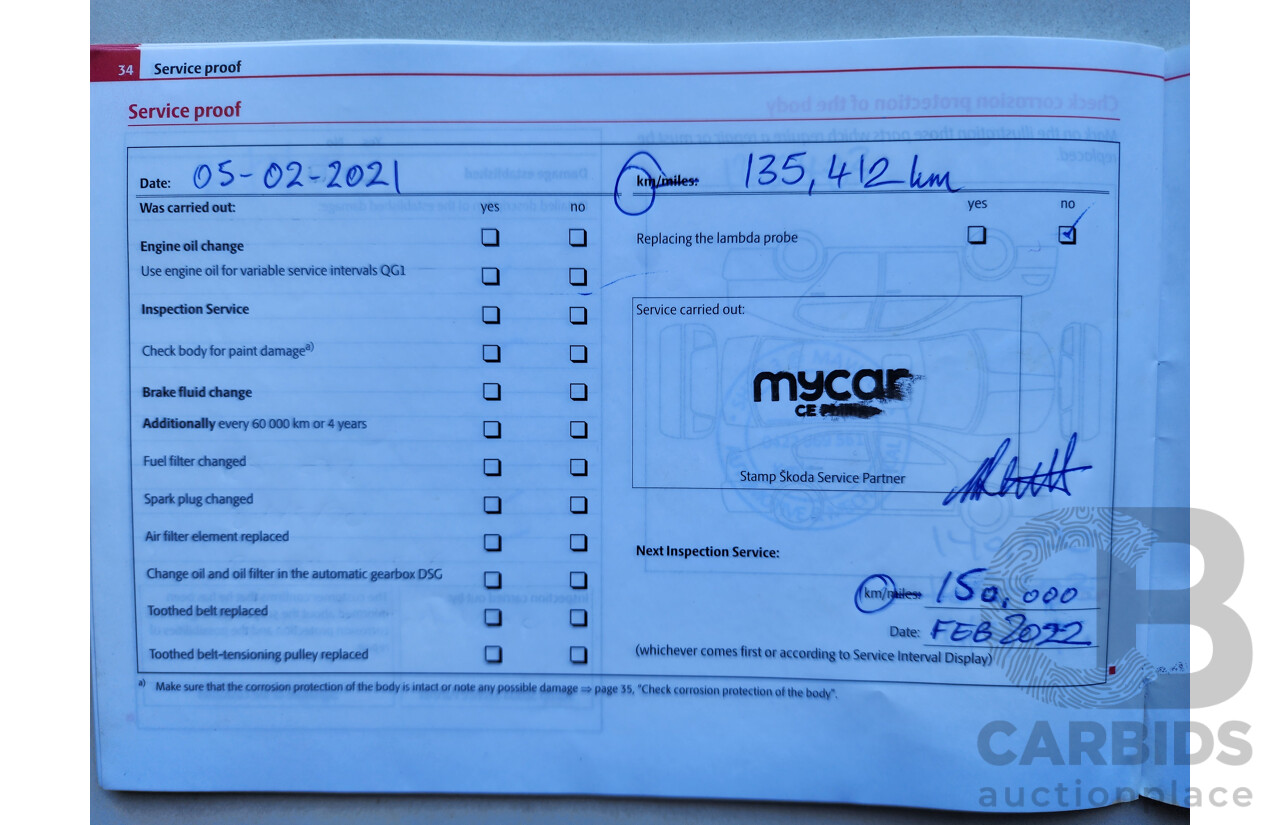 34 Service proof
Service proof
Date: 05-02-2021
km/miles: 135,412 km
Was carried out: yes no
yes no
Engine oil change
Replacing the lambda probe
Use engine oil for variable service intervals QG1
Inspection Service
Service carried out:
Check body for paint damage a)
mycar
CE
Brake fluid change
Additionally every 60 000 km or 4 years
Fuel filter changed
Stamp Škoda Service Partner
Spark plug changed
Air filter element replaced
Next Inspection Service:
Change oil and oil filter in the automatic gearbox DSG
km/miles: 150,000
Toothed belt replaced
Date: FEB 2022
Toothed belt-tensioning pulley replaced
(whichever comes first or according to Service Interval Display)
a) Make sure that the corrosion protection of the body is intact or note any possible damage ⇒ page 35, "Check corrosion protection of the body".
CARBIDS
auctionplace